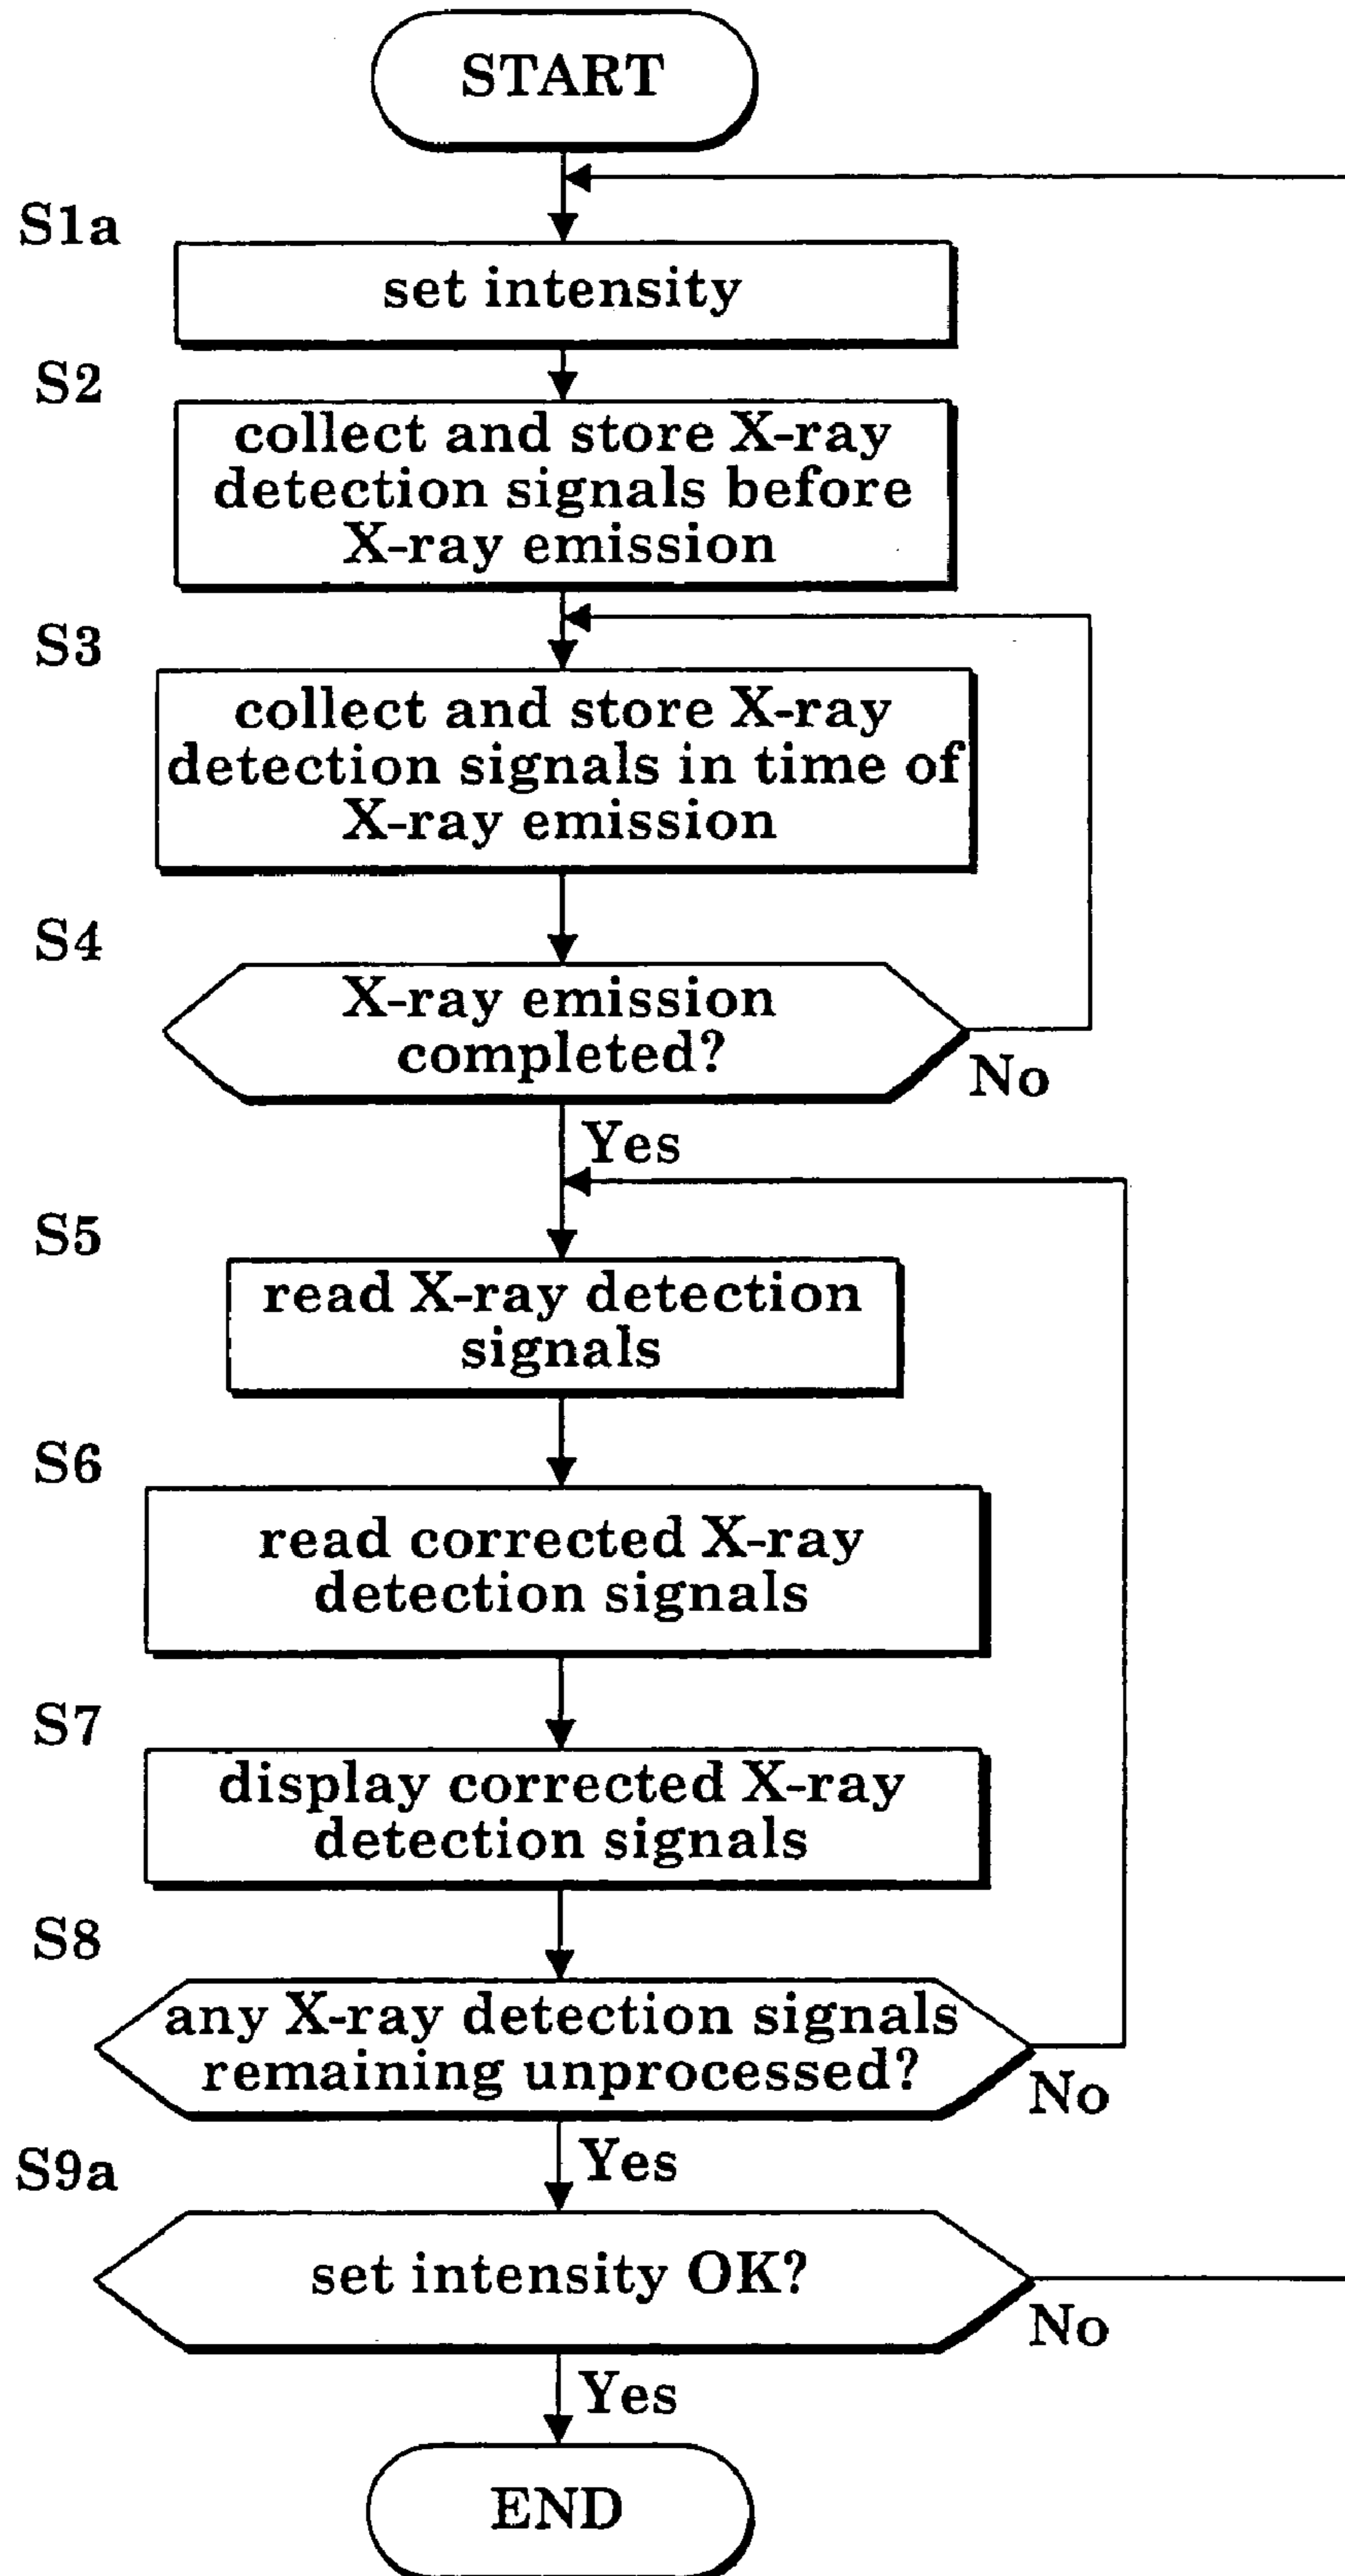 START
S1a
set intensity
S2
collect and store X-ray
detection signals before
X-ray emission
S3
collect and store X-ray
detection signals in time of
X-ray emission
S4
X-ray emission
completed?
No
Yes
S5
read X-ray detection
signals
S6
read corrected X-ray
detection signals
S7
display corrected X-ray
detection signals
S8
any X-ray detection signals
remaining unprocessed?
No
Yes
S9a
set intensity OK?
No
Yes
END